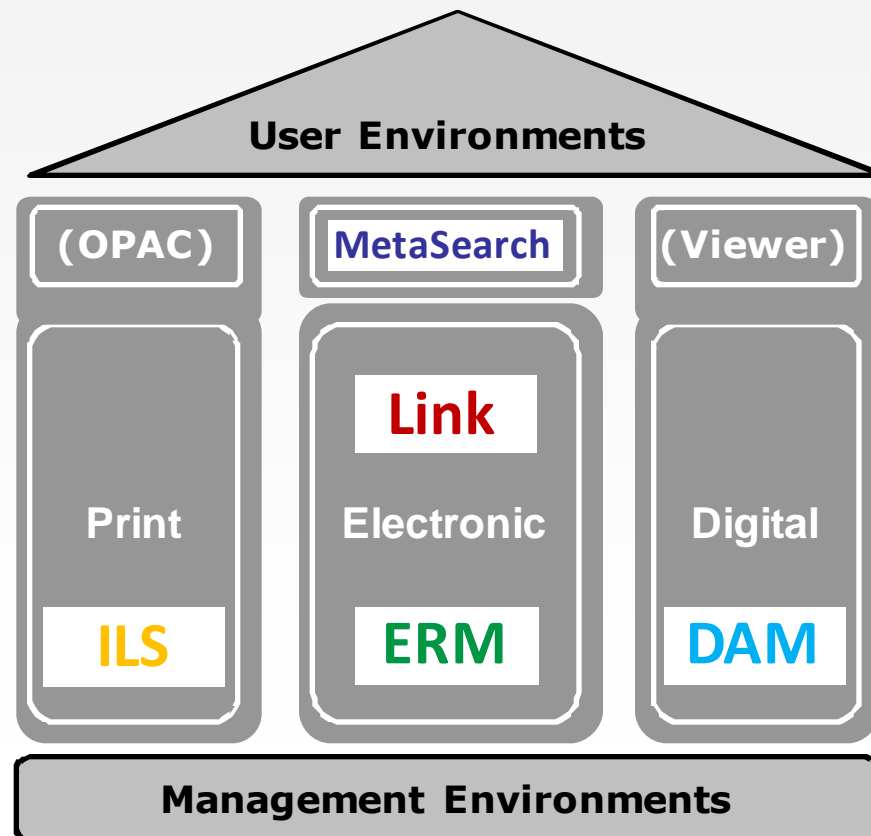 User Environments
(OPAC)
MetaSearch
(Viewer)
Link
Print
Electronic
Digital
ILS
ERM
DAM
Management Environments